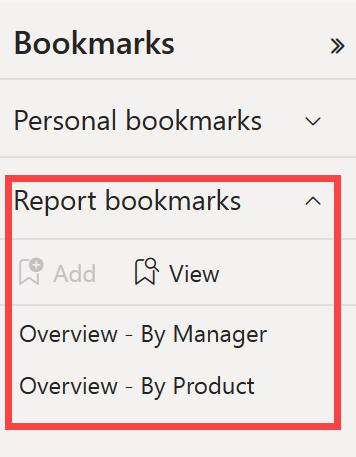 Bookmarks
Personal bookmarks
Report bookmarks
Add View
Overview - By Manager
Overview - By Product